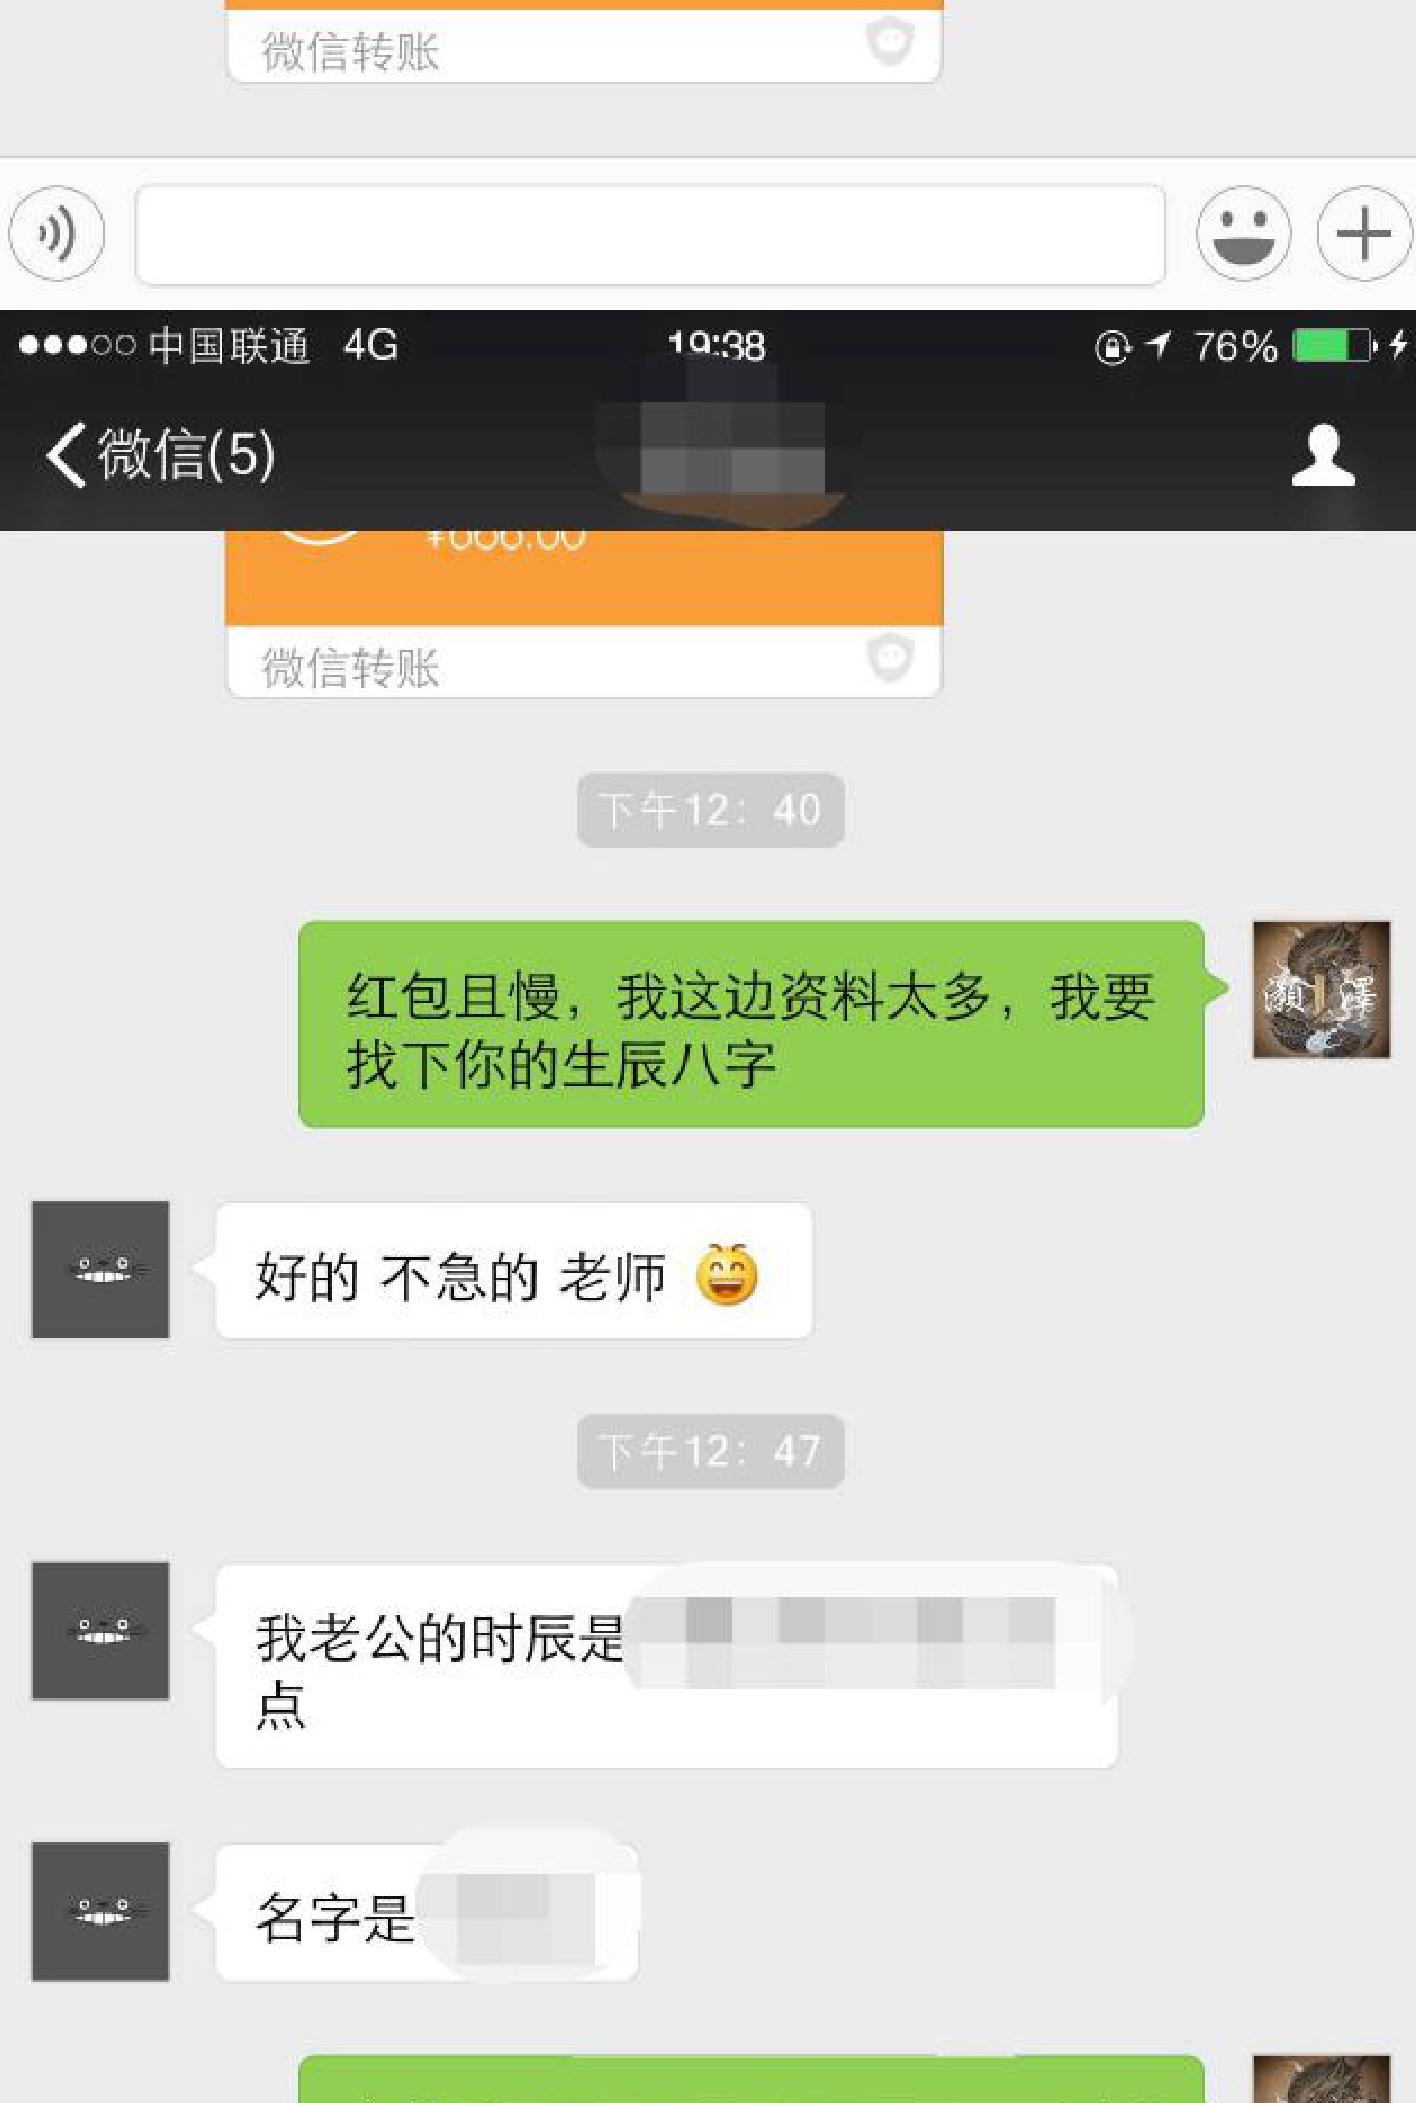 微信转账
中国联通 4G 19:38 76%
微信(5)
¥666.00
微信转账
下午12：40
红包且慢，我这边资料太多，我要
找下你的生辰八字
好的 不急的 老师
下午12：47
我老公的时辰是
点
名字是